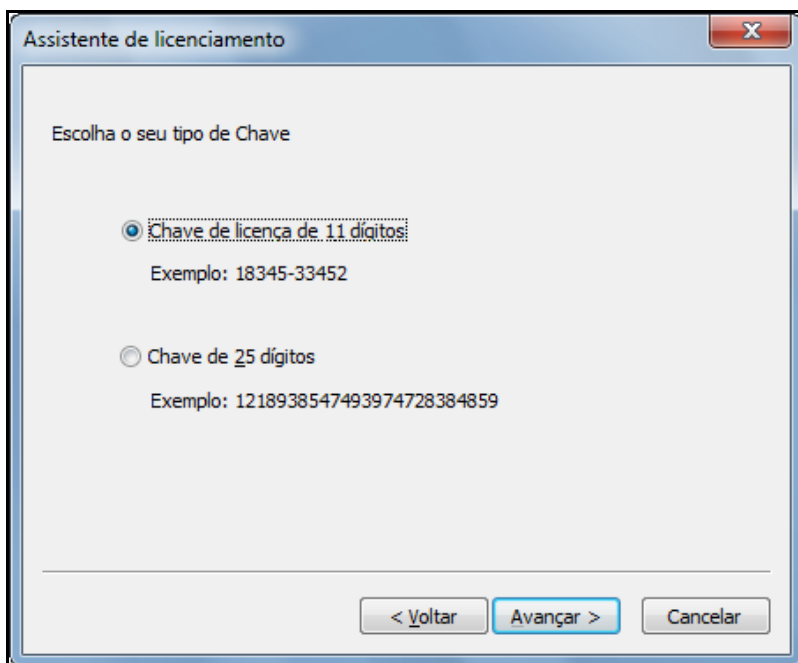 Assistente de licenciamento
Escolha o seu tipo de Chave
Chave de licença de 11 dígitos
Exemplo: 18345-33452
Chave de 25 dígitos
Exemplo: 1218938547493974728384859
< Voltar Avançar > Cancelar